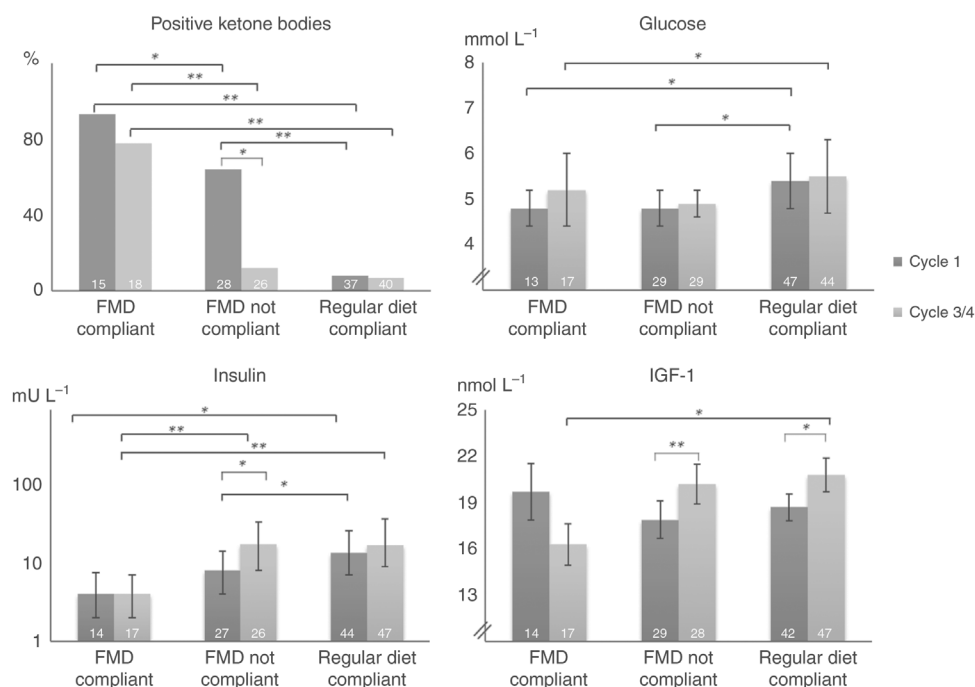 Positive ketone bodies
%
80
40
0
*
**
**
**
**
*
15 18 28 26 37 40
FMD compliant
FMD not compliant
Regular diet compliant
Glucose
mmol L⁻¹
8
7
6
5
4
*
*
*
13 17 29 29 47 44
FMD compliant
FMD not compliant
Regular diet compliant
Cycle 1
Cycle 3/4
Insulin
mU L⁻¹
100
10
1
*
**
**
*
*
14 17 27 26 44 47
FMD compliant
FMD not compliant
Regular diet compliant
IGF-1
nmol L⁻¹
25
22
19
16
13
*
**
*
14 17 29 28 42 47
FMD compliant
FMD not compliant
Regular diet compliant